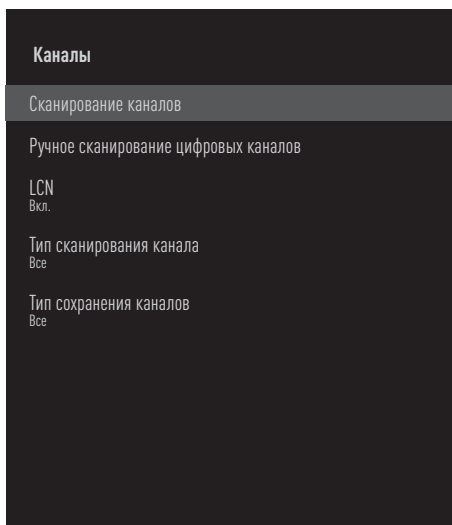 Каналы
Сканирование каналов
Ручное сканирование цифровых каналов
LCN
Вкл.
Тип сканирования канала
Все
Тип сохранения каналов
Все